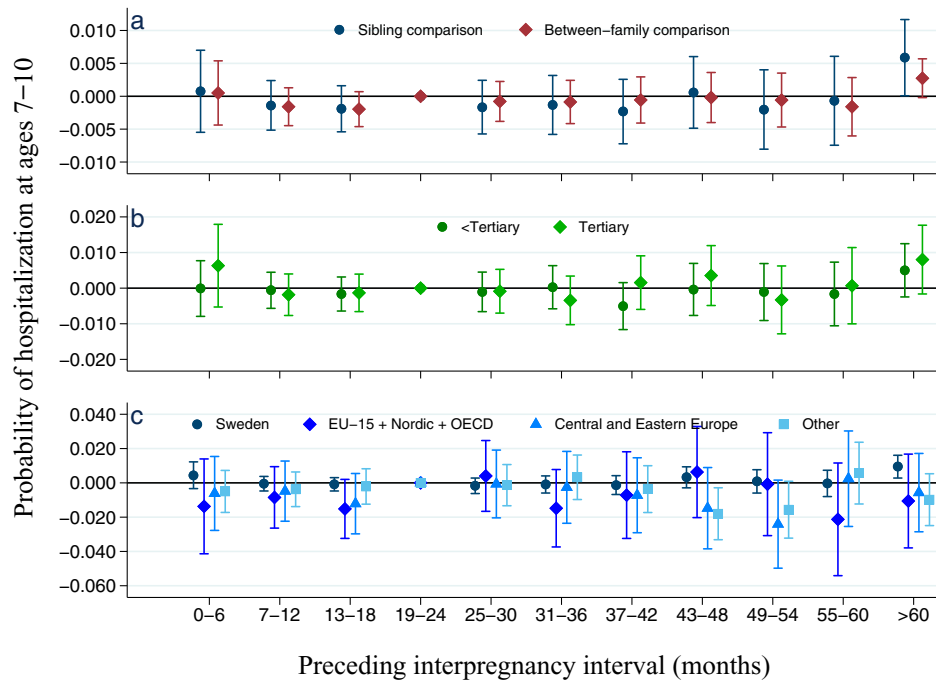 Probability of hospitalization at ages 7−10
a
Sibling comparison
Between−family comparison
0.010
0.005
0.000
−0.005
−0.010
b
<Tertiary
Tertiary
0.020
0.010
0.000
−0.010
−0.020
c
Sweden
EU−15 + Nordic + OECD
Central and Eastern Europe
Other
0.040
0.020
0.000
−0.020
−0.040
−0.060
0−6 7−12 13−18 19−24 25−30 31−36 37−42 43−48 49−54 55−60 >60
Preceding interpregnancy interval (months)